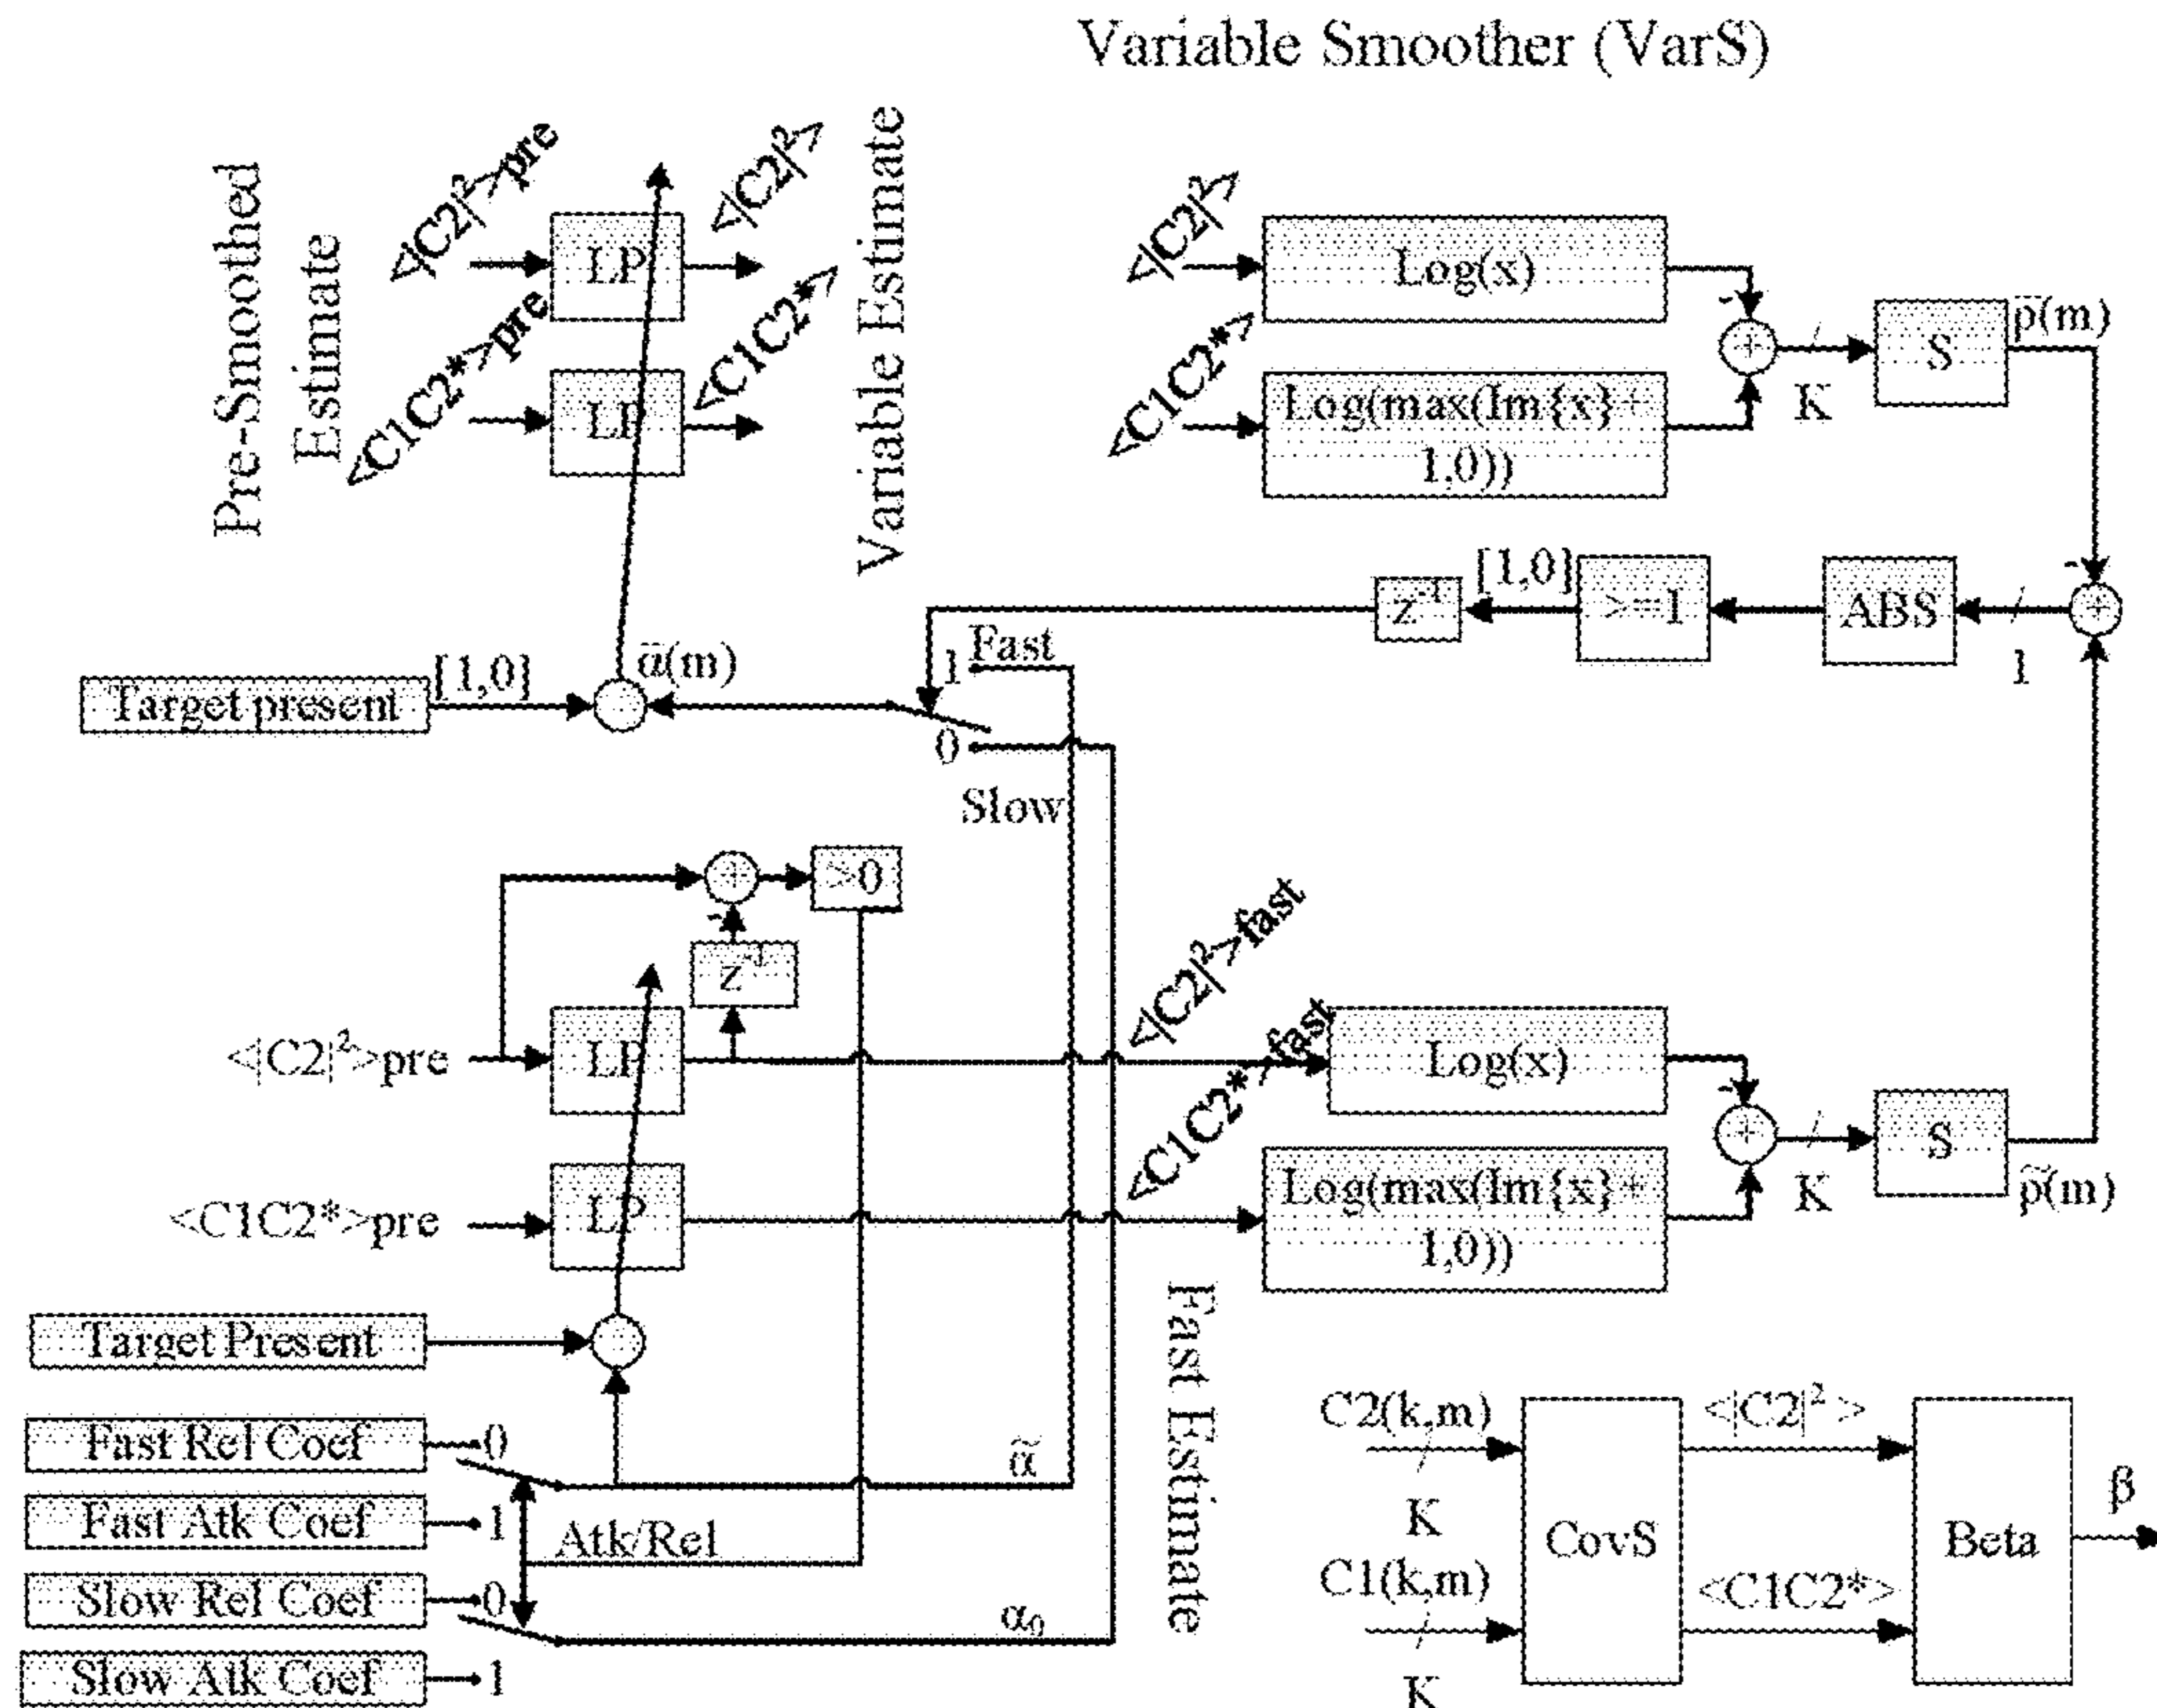 Variable Smoother (VarS)
Pre-Smoothed
Estimate
<|C2|²>pre
<C1C2*>pre
LP
LP
<|C2|²>
<C1C2*>
Variable Estimate
<|C2|²>
<C1C2*>
Log(x)
Log(max(Im{x}+
1,0))
-
+
K
S
ρ̅(m)
-
+
1
ABS
>=1
[1,0]
z⁻¹
Target present
[1,0]
α̅(m)
1
Fast
0
Slow
+
>0
-
z⁻¹
<|C2|²>pre
LP
<C1C2*>pre
LP
<|C2|²>fast
<C1C2*>fast
Log(x)
Log(max(Im{x}+
1,0))
-
+
K
S
ρ̃(m)
Fast Estimate
Target Present
Fast Rel Coef
0
Fast Atk Coef
1
α̃
Atk/Rel
Slow Rel Coef
0
Slow Atk Coef
1
α₀
C2(k,m)
K
C1(k,m)
K
CovS
<|C2|²>
<C1C2*>
Beta
β